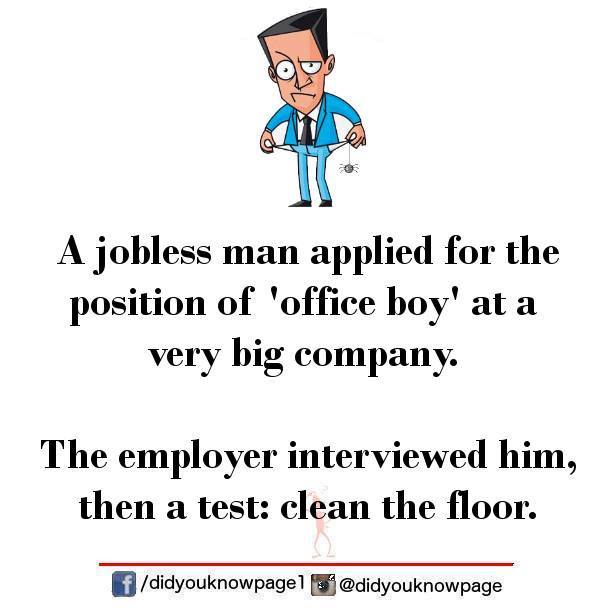 A jobless man applied for the
position of 'office boy' at a
very big company.
The employer interviewed him,
then a test: clean the floor.
/didyouknowpage1 @didyouknowpage